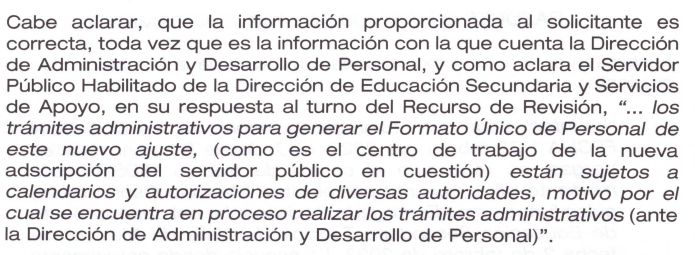 Cabe aclarar, que la información proporcionada al solicitante es
correcta, toda vez que es la información con la que cuenta la Dirección
de Administración y Desarrollo de Personal, y como aclara el Servidor
Público Habilitado de la Dirección de Educación Secundaria y Servicios
de Apoyo, en su respuesta al turno del Recurso de Revisión, “... los
trámites administrativos para generar el Formato Único de Personal de
este nuevo ajuste, (como es el centro de trabajo de la nueva
adscripción del servidor público en cuestión) están sujetos a
calendarios y autorizaciones de diversas autoridades, motivo por el
cual se encuentra en proceso realizar los trámites administrativos (ante
la Dirección de Administración y Desarrollo de Personal)”.